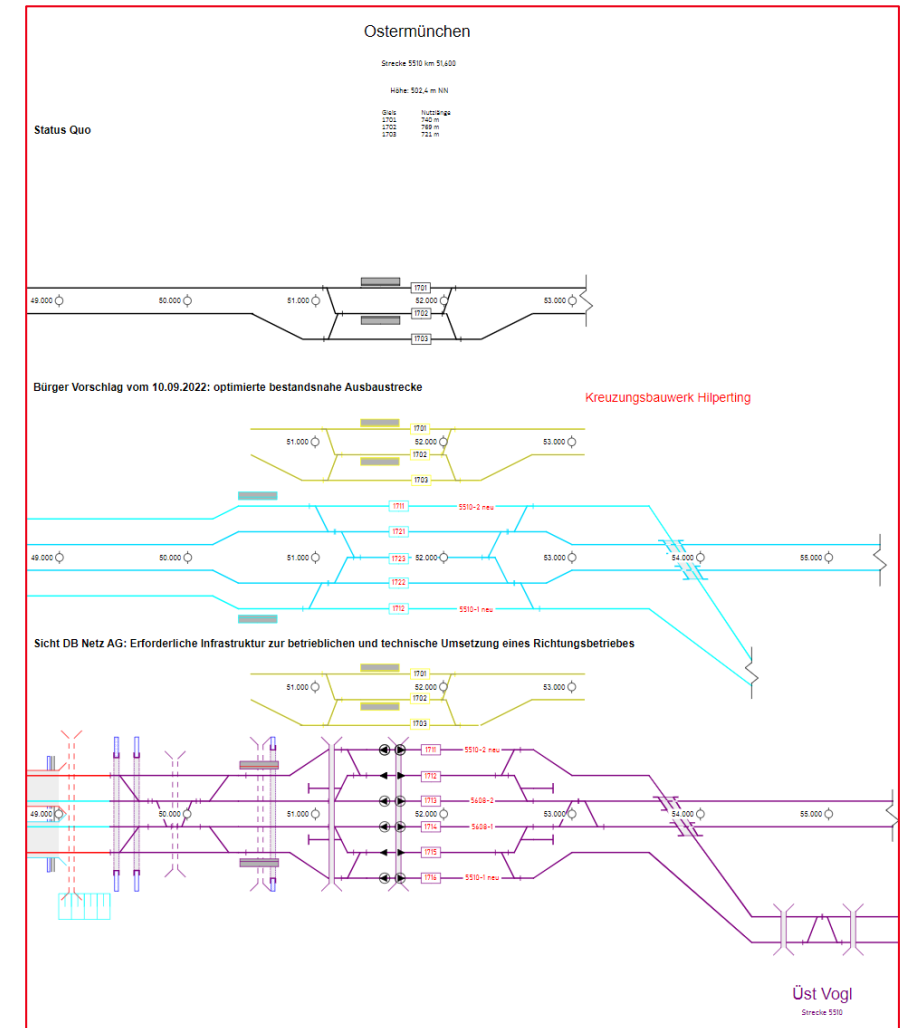 Ostermünchen
Strecke 5510 km 51,600
Höhe: 502,4 m NN
Gleis Nutzlänge
1701 740 m
1702 769 m
1703 721 m
Status Quo
1701
49.000 50.000 51.000 52.000 53.000
1702
1703
Bürger Vorschlag vom 10.09.2022: optimierte bestandsnahe Ausbaustrecke
Kreuzungsbauwerk Hilperting
1701
51.000 52.000 53.000
1702
1703
1711 5510-2 neu
1721
49.000 50.000 51.000 1723 52.000 53.000 54.000 55.000
1722
1712 5510-1 neu
Sicht DB Netz AG: Erforderliche Infrastruktur zur betrieblichen und technische Umsetzung eines Richtungsbetriebes
1701
51.000 52.000 53.000
1702
1703
1711 5510-2 neu
1712
1713 5608-2
49.000 50.000 51.000 52.000 53.000 54.000 55.000
1714 5608-1
1715
1716 5510-1 neu
Üst Vogl
Strecke 5510